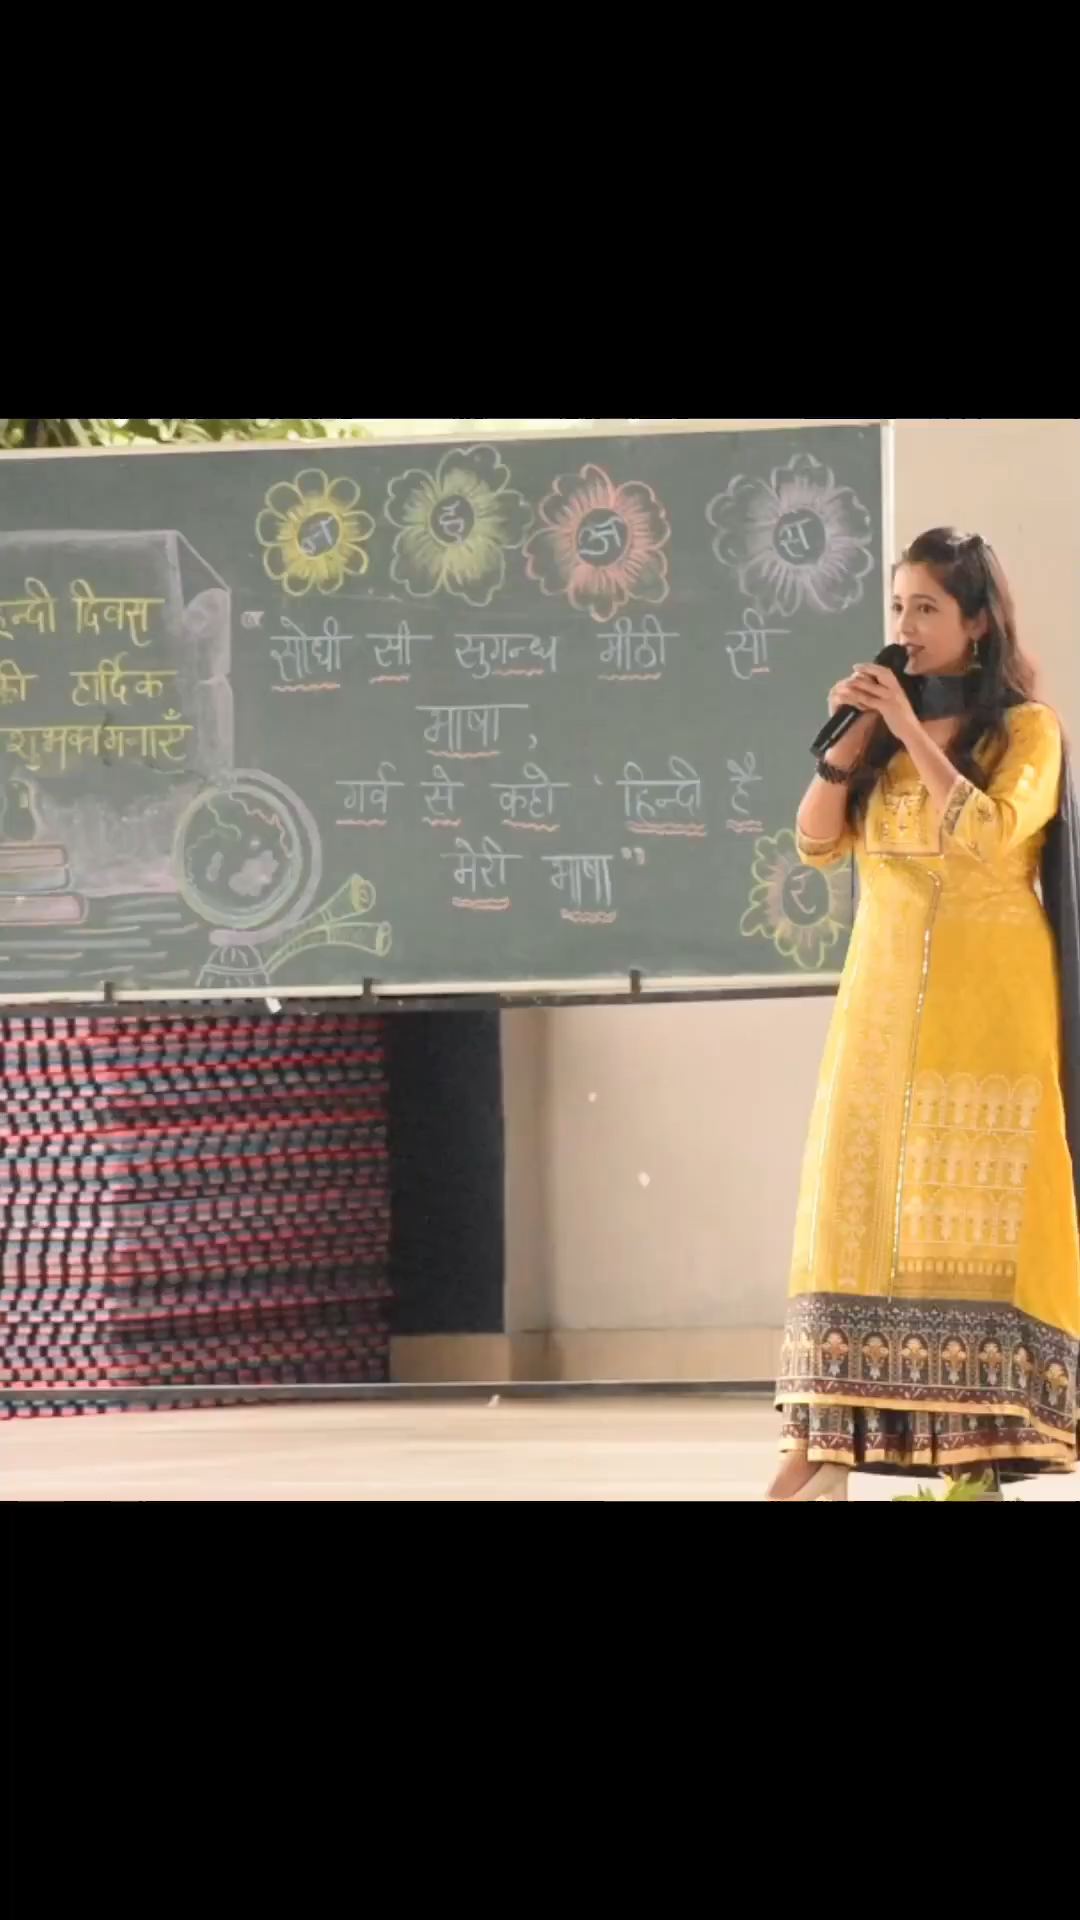 हिन्दी दिवस
की हार्दिक
शुभकामनाएँ
इ
स
"सोंधी सी सुगन्ध मीठी सी
भाषा,
गर्व से कहो 'हिन्दी है
मेरी भाषा"
र